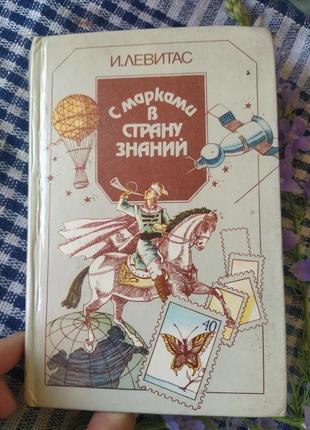 И. ЛЕВИТАС
С МАРКАМИ
В
СТРАНУ
ЗНАНИЙ
40